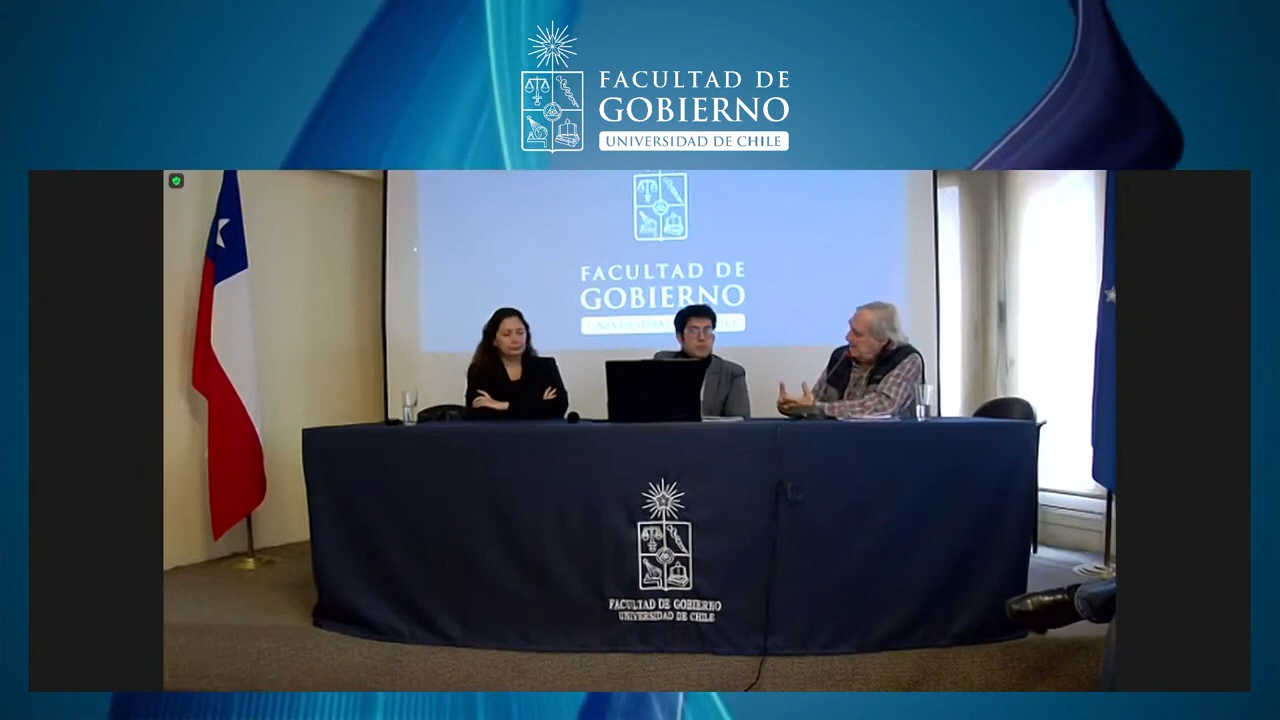 FACULTAD DE
GOBIERNO
UNIVERSIDAD DE CHILE
FACULTAD DE
GOBIERNO
FACULTAD DE GOBIERNO
UNIVERSIDAD DE CHILE